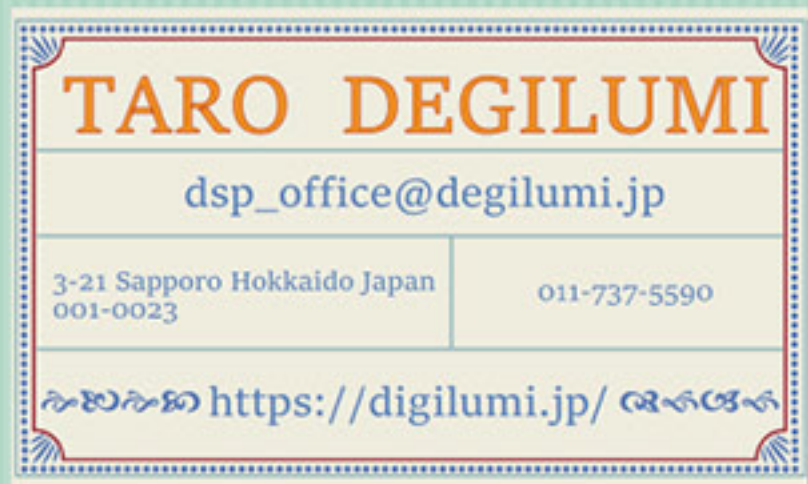 TARO DEGILUMI
dsp_office@degilumi.jp
3-21 Sapporo Hokkaido Japan
001-0023
011-737-5590
https://digilumi.jp/